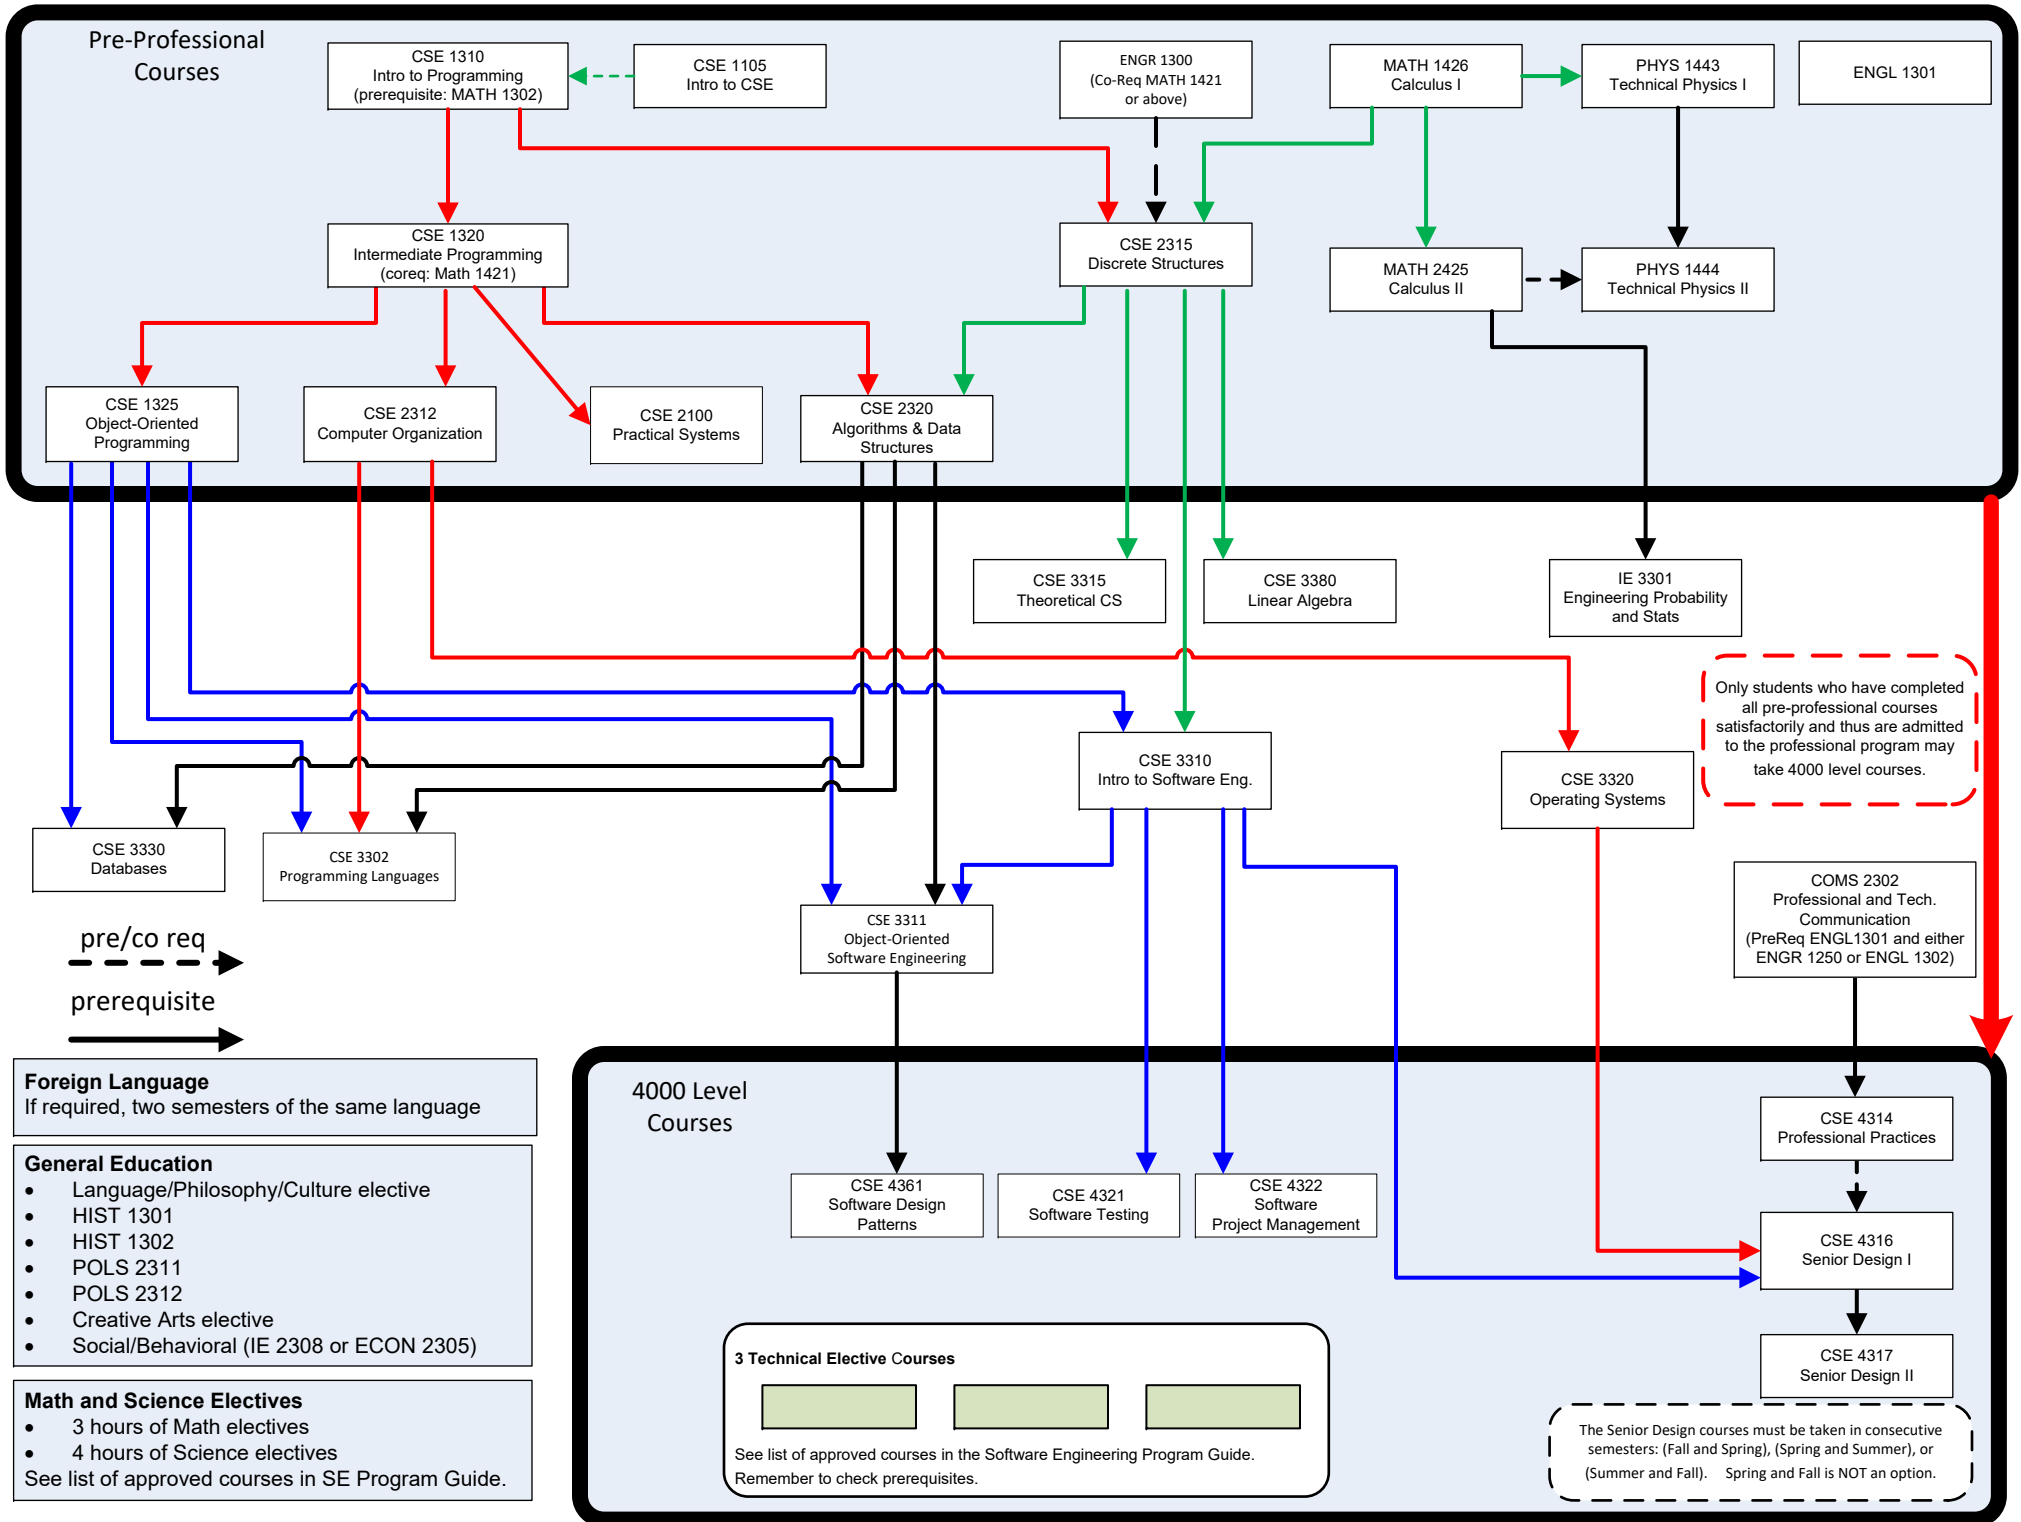 Pre-Professional
Courses
CSE 1310
Intro to Programming
(prerequisite: MATH 1302)
CSE 1105
Intro to CSE
ENGR 1300
(Co-Req MATH 1421
or above)
MATH 1426
Calculus I
PHYS 1443
Technical Physics I
ENGL 1301
CSE 1320
Intermediate Programming
(coreq: Math 1421)
CSE 2315
Discrete Structures
MATH 2425
Calculus II
PHYS 1444
Technical Physics II
CSE 1325
Object-Oriented
Programming
CSE 2312
Computer Organization
CSE 2100
Practical Systems
CSE 2320
Algorithms & Data
Structures
CSE 3315
Theoretical CS
CSE 3380
Linear Algebra
IE 3301
Engineering Probability
and Stats
Only students who have completed
all pre-professional courses
satisfactorily and thus are admitted
to the professional program may
take 4000 level courses.
CSE 3310
Intro to Software Eng.
CSE 3320
Operating Systems
CSE 3330
Databases
CSE 3302
Programming Languages
CSE 3311
Object-Oriented
Software Engineering
COMS 2302
Professional and Tech.
Communication
(PreReq ENGL1301 and either
ENGR 1250 or ENGL 1302)
pre/co req
prerequisite
Foreign Language
If required, two semesters of the same language
General Education
• Language/Philosophy/Culture elective
• HIST 1301
• HIST 1302
• POLS 2311
• POLS 2312
• Creative Arts elective
• Social/Behavioral (IE 2308 or ECON 2305)
Math and Science Electives
• 3 hours of Math electives
• 4 hours of Science electives
See list of approved courses in SE Program Guide.
4000 Level
Courses
CSE 4314
Professional Practices
CSE 4361
Software Design
Patterns
CSE 4321
Software Testing
CSE 4322
Software
Project Management
CSE 4316
Senior Design I
CSE 4317
Senior Design II
3 Technical Elective Courses
See list of approved courses in the Software Engineering Program Guide.
Remember to check prerequisites.
The Senior Design courses must be taken in consecutive
semesters: (Fall and Spring), (Spring and Summer), or
(Summer and Fall). Spring and Fall is NOT an option.